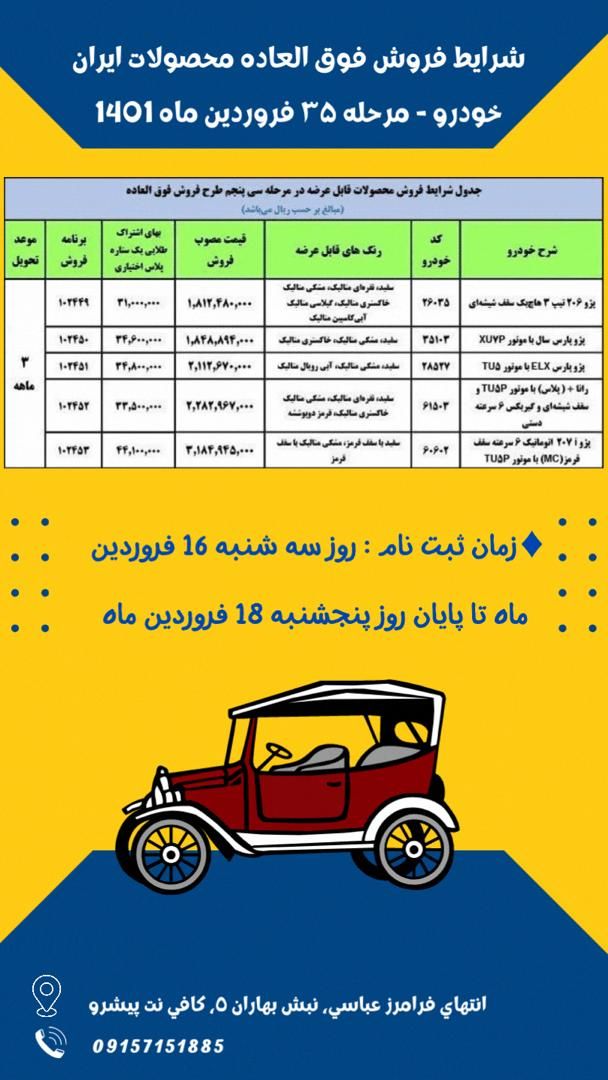 شرایط فروش فوق العاده محصولات ایران
خودرو - مرحله ۳۵ فروردین ماه 1401
جدول شرایط فروش محصولات قابل عرضه در مرحله سی پنجم طرح فروش فوق العاده
(مبالغ بر حسب ریال می‌باشد)
شرح خودرو کد خودرو رنگ های قابل عرضه قیمت مصوب فروش بهای اشتراک طلایی یک ستاره پلاس اختیاری برنامه فروش موعد تحویل
پژو ۲۰۶ تیپ ۳ هاچبک سقف شیشه‌ای ۲۶۰۳۵ سفید، نقره‌ای متالیک، مشکی متالیک خاکستری متالیک، گیلاسی متالیک آبی کاسپین متالیک ۱,۸۱۲,۴۸۰,۰۰۰ ۳۱,۰۰۰,۰۰۰ ۱۰۲۴۴۹ ۳ ماهه
پژو پارس سال با موتور XU7P ۳۵۱۰۳ سفید، مشکی متالیک، خاکستری متالیک ۱,۸۴۸,۸۹۴,۰۰۰ ۳۴,۶۰۰,۰۰۰ ۱۰۲۴۵۰
پژو پارس ELX با موتور TU5 ۲۸۵۲۷ سفید، مشکی متالیک، آبی رویال متالیک ۲,۱۱۲,۶۷۰,۰۰۰ ۳۴,۸۰۰,۰۰۰ ۱۰۲۴۵۱
رانا + (پلاس) با موتور TU5P و سقف شیشه‌ای و گیربکس ۶ سرعته دستی ۶۱۵۰۳ سفید، نقره‌ای متالیک، مشکی متالیک خاکستری متالیک، قرمز دوپوشته ۲,۲۸۲,۹۶۷,۰۰۰ ۳۳,۵۰۰,۰۰۰ ۱۰۲۴۵۲
پژو ۲۰۷ i اتوماتیک ۶ سرعته سقف قرمز(MC) با موتور TU5P ۶۰۶۰۲ سفید با سقف قرمز، مشکی متالیک با سقف قرمز ۳,۱۸۴,۹۴۵,۰۰۰ ۴۴,۱۰۰,۰۰۰ ۱۰۲۴۵۳
♦زمان ثبت نام : روز سه شنبه 16 فروردین
ماه تا پایان روز پنجشنبه 18 فروردین ماه
انتهاي فرامرز عباسي، نبش بهاران ۵، كافي نت پیشرو
09157151885